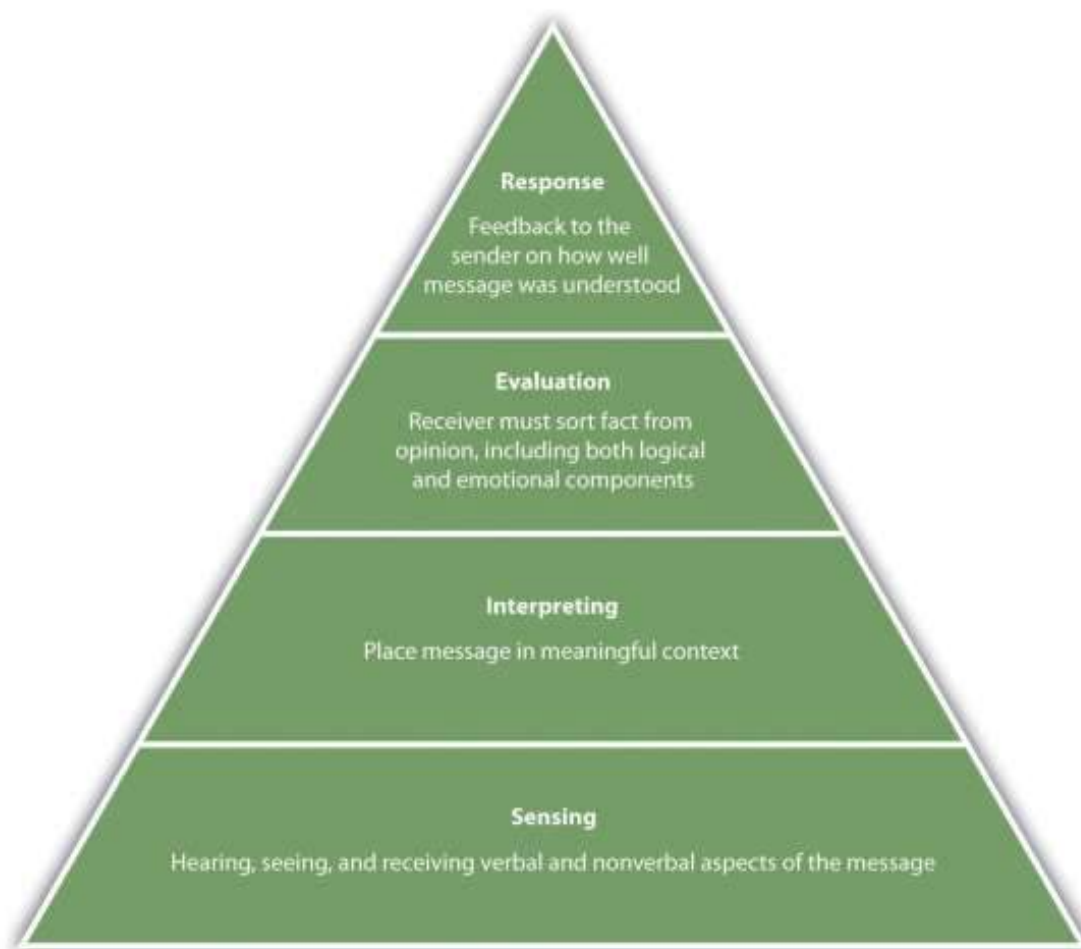 Response
Feedback to the
sender on how well
message was understood
Evaluation
Receiver must sort fact from
opinion, including both logical
and emotional components
Interpreting
Place message in meaningful context
Sensing
Hearing, seeing, and receiving verbal and nonverbal aspects of the message